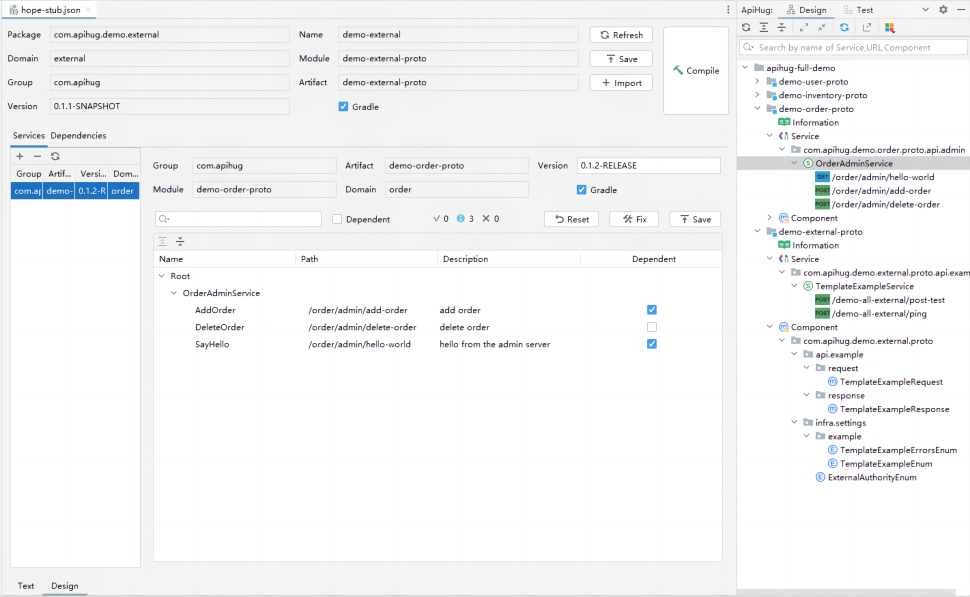 hope-stub.json
Package com.apihug.demo.external Name demo-external Refresh
Domain external Module demo-external-proto Save
Group com.apihug Artifact demo-external-proto Import
Version 0.1.1-SNAPSHOT Gradle
Compile
Services Dependencies
Group Artif... Versi... Dom...
com.ap demo- 0.1.2-R order
Group com.apihug Artifact demo-order-proto Version 0.1.2-RELEASE
Module demo-order-proto Domain order Gradle
Dependent 0 3 0 Reset Fix Save
Name Path Description Dependent
Root
OrderAdminService
AddOrder /order/admin/add-order add order
DeleteOrder /order/admin/delete-order delete order
SayHello /order/admin/hello-world hello from the admin server
Text Design
ApiHug: Design Test
Search by name of Service,URL,Component
apihug-full-demo
demo-user-proto
demo-inventory-proto
demo-order-proto
Information
Service
com.apihug.demo.order.proto.api.admin
S OrderAdminService
GET /order/admin/hello-world
POST /order/admin/add-order
POST /order/admin/delete-order
m Component
demo-external-proto
Information
Service
com.apihug.demo.external.proto.api.exam
S TemplateExampleService
POST /demo-all-external/post-test
POST /demo-all-external/ping
m Component
com.apihug.demo.external.proto
api.example
request
m TemplateExampleRequest
response
m TemplateExampleResponse
infra.settings
example
E TemplateExampleErrorsEnum
E TemplateExampleEnum
E ExternalAuthorityEnum